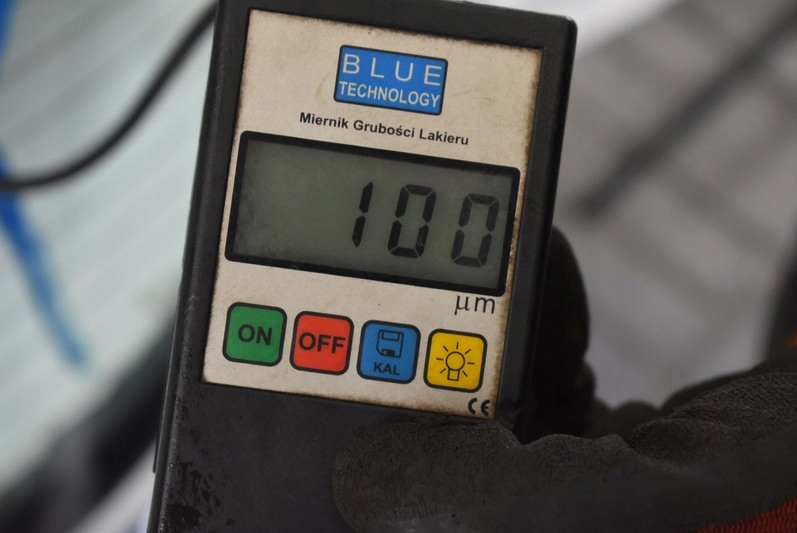 BLUE
TECHNOLOGY
Miernik Grubości Lakieru
100
μm
ON
OFF
KAL
CE